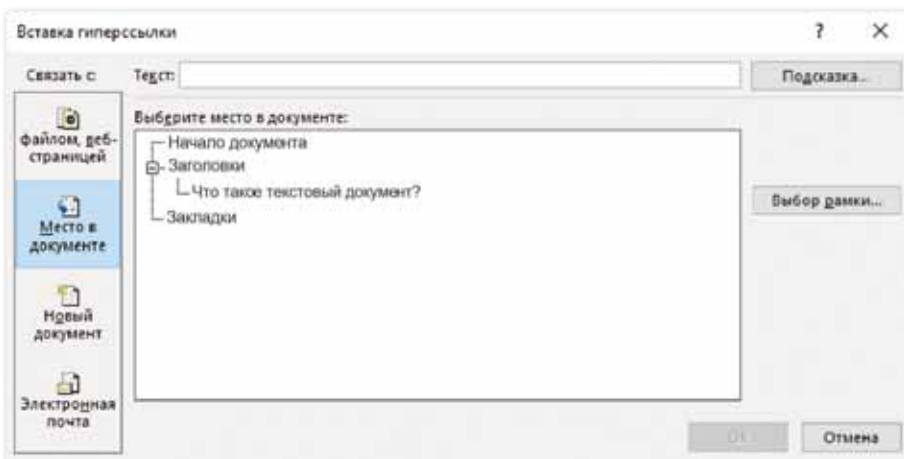 Вставка гиперссылки ? ×
Связать с: Текст: Подсказка...
Выберите место в документе:
файлом, веб-
страницей
Начало документа
Заголовки
Что такое текстовый документ?
Закладки
Место в
документе
Выбор рамки...
Новый
документ
Электронная
почта
ОК Отмена